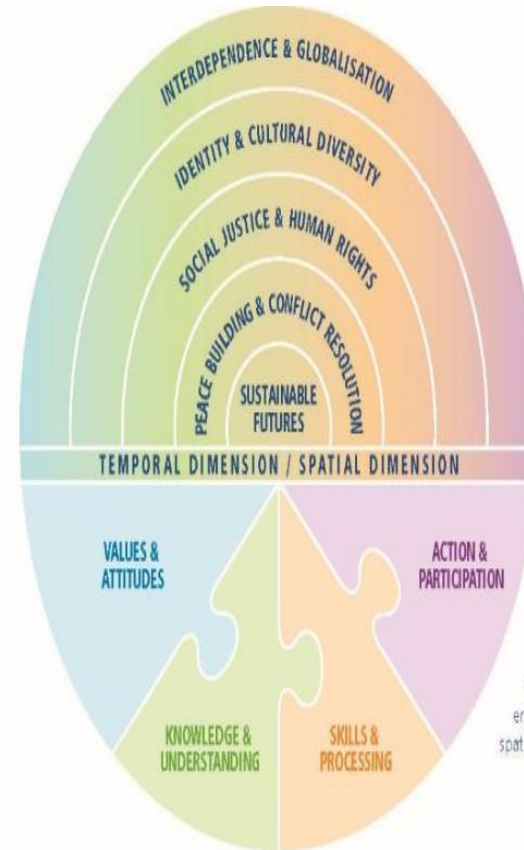 INTERDEPENDENCE & GLOBALISATION
IDENTITY & CULTURAL DIVERSITY
SOCIAL JUSTICE & HUMAN RIGHTS
PEACE BUILDING & CONFLICT RESOLUTION
SUSTAINABLE
FUTURES
TEMPORAL DIMENSION / SPATIAL DIMENSION
VALUES &
ATTITUDES
ACTION &
PARTICIPATION
KNOWLEDGE &
UNDERSTANDING
SKILLS &
PROCESSING